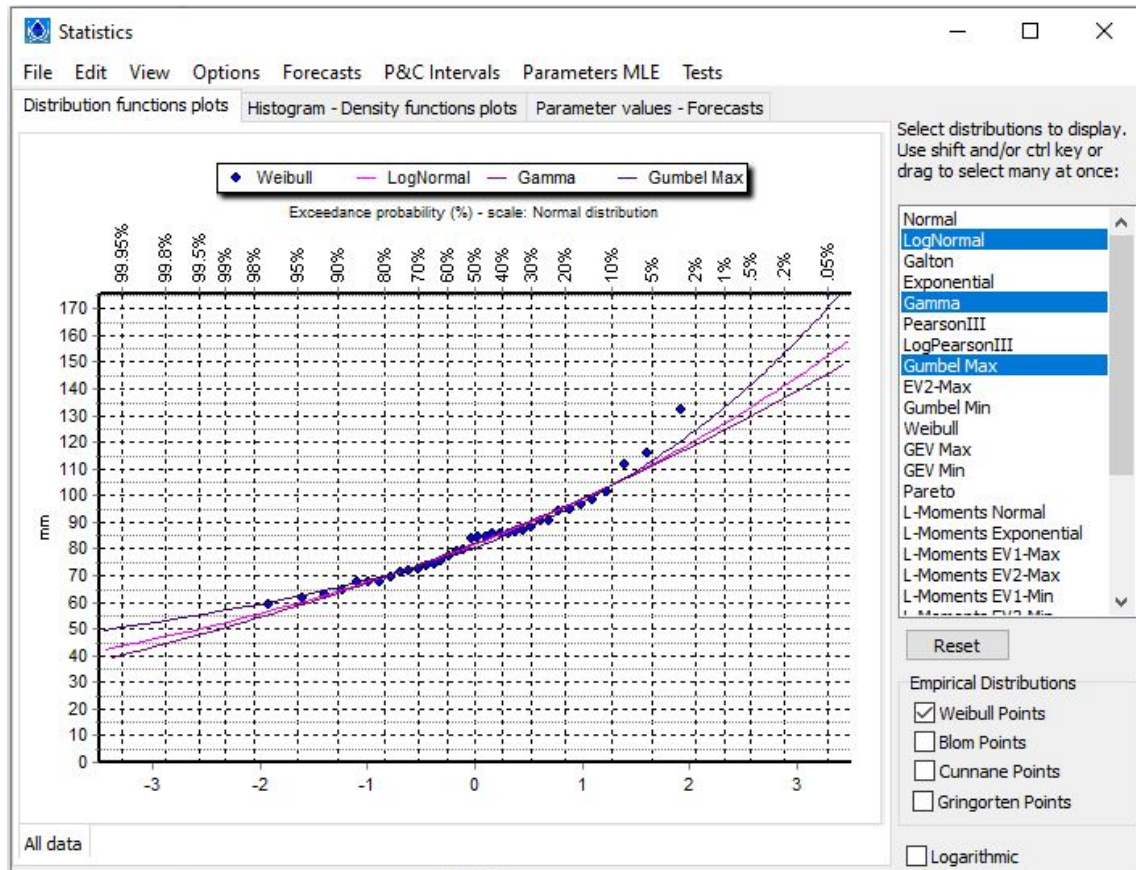 Statistics
File Edit View Options Forecasts P&C Intervals Parameters MLE Tests
Distribution functions plots Histogram - Density functions plots Parameter values - Forecasts
Select distributions to display.
Use shift and/or ctrl key or
drag to select many at once:
Weibull LogNormal Gamma Gumbel Max
Exceedance probability (%) - scale: Normal distribution
99.95% 99.8% 99.5% 99% 98% 95% 90% 80% 70% 60% 50% 40% 30% 20% 10% 5% 2% 1% .5% .2% .05%
170
160
150
140
130
120
110
100
90
80
70
60
50
40
30
20
10
0
mm
-3 -2 -1 0 1 2 3
All data
Normal
LogNormal
Galton
Exponential
Gamma
PearsonIII
LogPearsonIII
Gumbel Max
EV2-Max
Gumbel Min
Weibull
GEV Max
GEV Min
Pareto
L-Moments Normal
L-Moments Exponential
L-Moments EV1-Max
L-Moments EV2-Max
L-Moments EV1-Min
Reset
Empirical Distributions
Weibull Points
Blom Points
Cunnane Points
Gringorten Points
Logarithmic